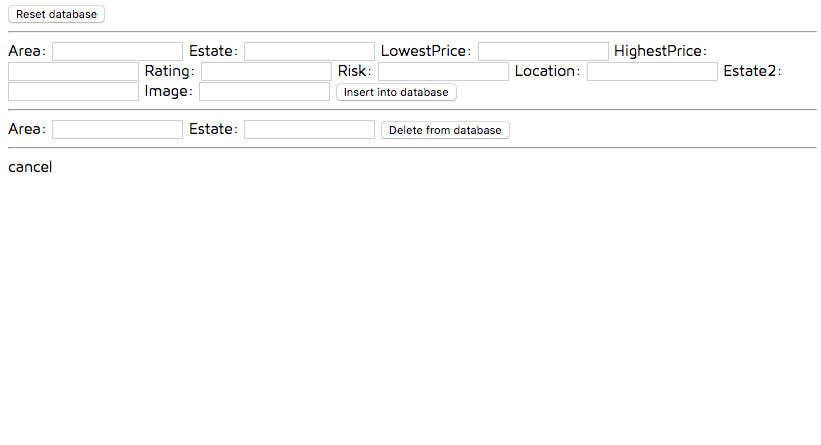 Reset database
Area: Estate: LowestPrice: HighestPrice:
Rating: Risk: Location: Estate2:
Image: Insert into database
Area: Estate: Delete from database
cancel